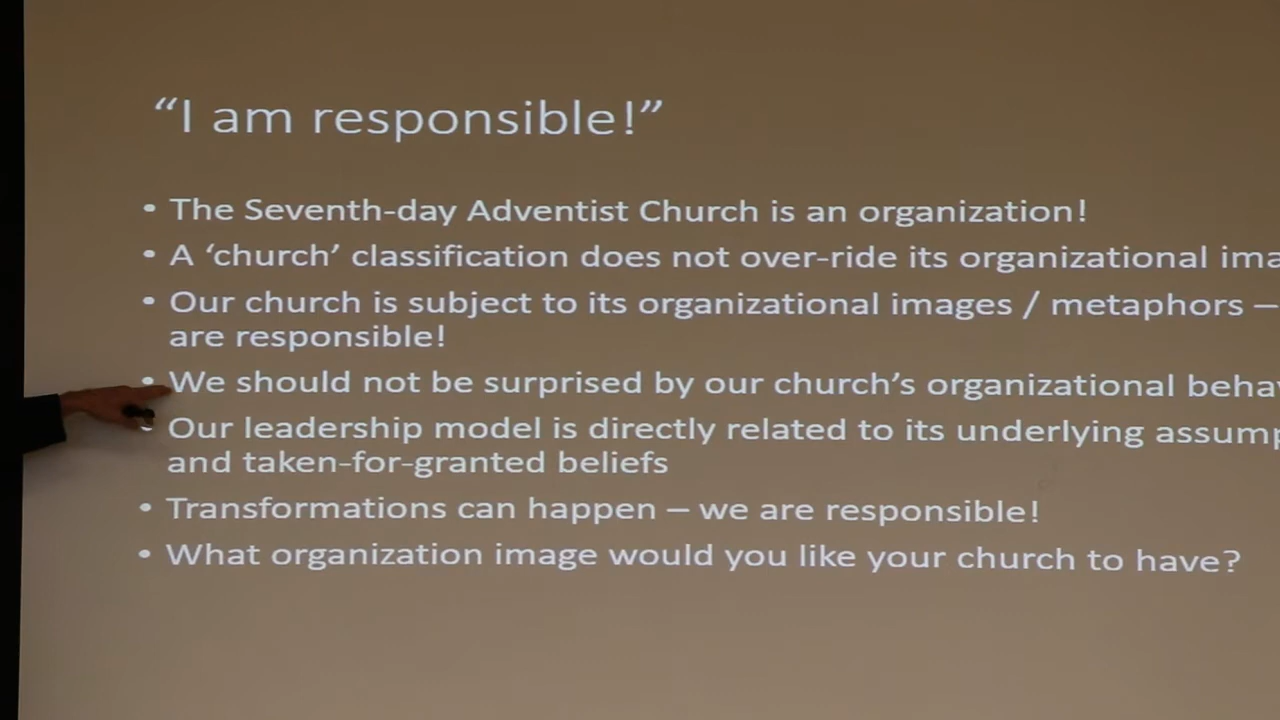 “I am responsible!”
• The Seventh-day Adventist Church is an organization!
• A ‘church’ classification does not over-ride its organizational
• Our church is subject to its organizational images / metaphors –
are responsible!
• We should not be surprised by our church’s organizational
• Our leadership model is directly related to its underlying
and taken-for-granted beliefs
• Transformations can happen – we are responsible!
• What organization image would you like your church to have?